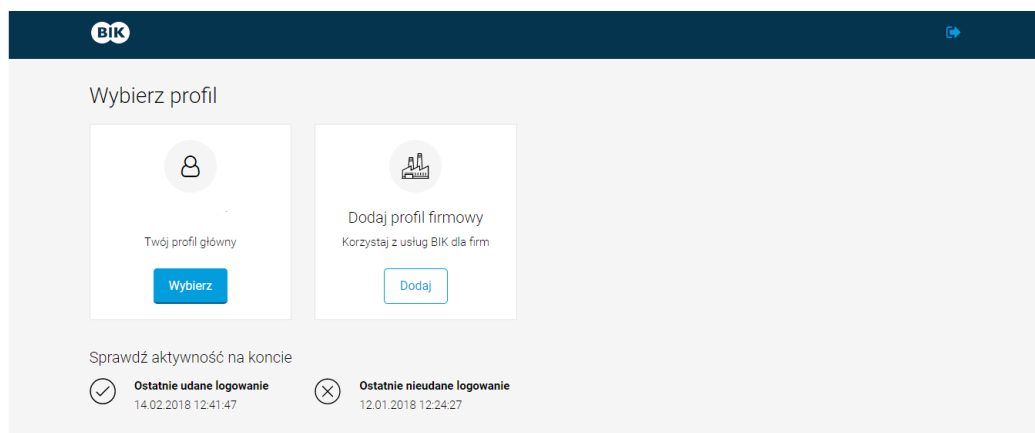 BIK
Wybierz profil
Twój profil główny
Wybierz
Dodaj profil firmowy
Korzystaj z usług BIK dla firm
Dodaj
Sprawdź aktywność na koncie
Ostatnie udane logowanie
14.02.2018 12:41:47
Ostatnie nieudane logowanie
12.01.2018 12:24:27